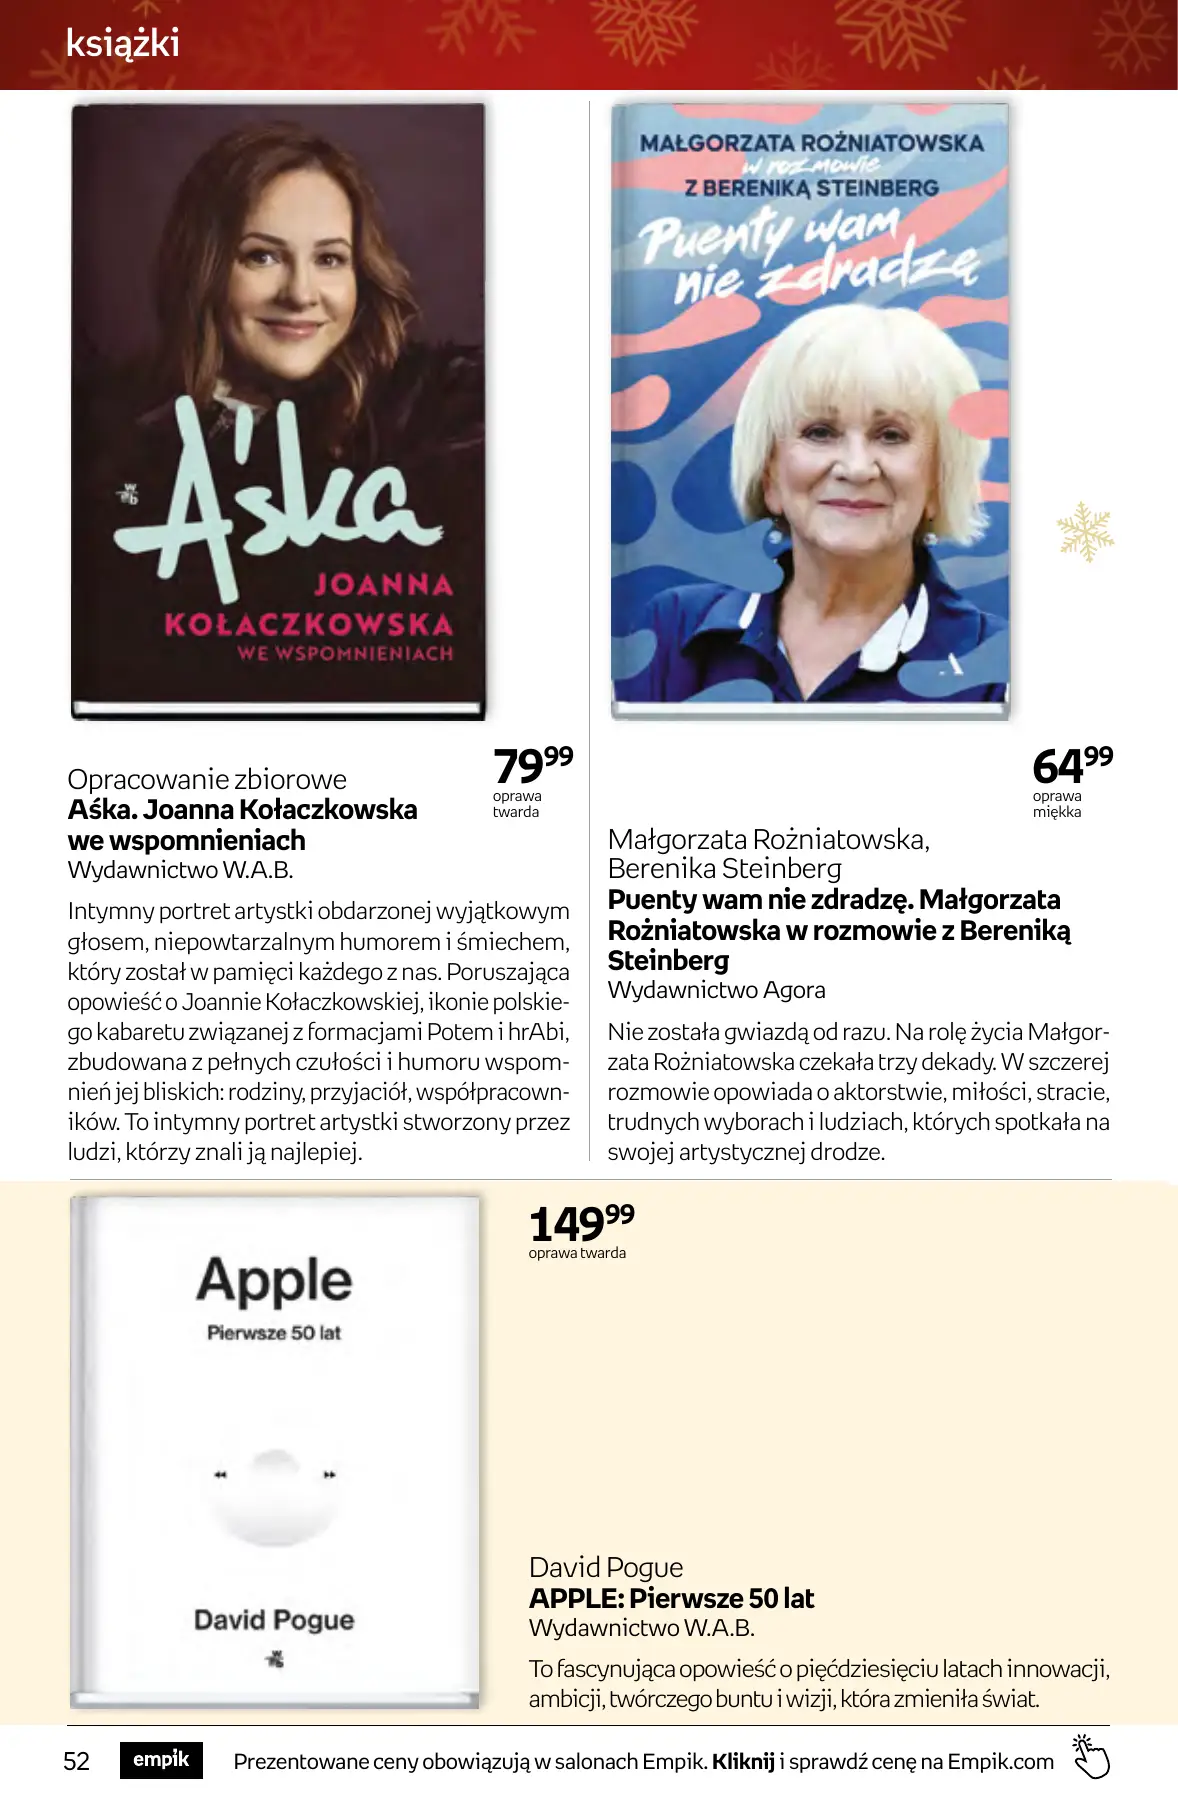 książki
Aśka
w
a b
JOANNA
KOŁACZKOWSKA
WE WSPOMNIENIACH
MAŁGORZATA ROŹNIATOWSKA
w rozmowie
Z BERENIKĄ STEINBERG
Puenty wam
nie zdradzę
79⁹⁹
oprawa
twarda
Opracowanie zbiorowe
Aśka. Joanna Kołaczkowska
we wspomnieniach
Wydawnictwo W.A.B.
Intymny portret artystki obdarzonej wyjątkowym
głosem, niepowtarzalnym humorem i śmiechem,
który został w pamięci każdego z nas. Poruszająca
opowieść o Joannie Kołaczkowskiej, ikonie polskie-
go kabaretu związanej z formacjami Potem i hrAbi,
zbudowana z pełnych czułości i humoru wspom-
nień jej bliskich: rodziny, przyjaciół, współpracown-
ików. To intymny portret artystki stworzony przez
ludzi, którzy znali ją najlepiej.
64⁹⁹
oprawa
miękka
Małgorzata Rożniatowska,
Berenika Steinberg
Puenty wam nie zdradzę. Małgorzata
Rożniatowska w rozmowie z Bereniką
Steinberg
Wydawnictwo Agora
Nie została gwiazdą od razu. Na rolę życia Małgor-
zata Rożniatowska czekała trzy dekady. W szczerej
rozmowie opowiada o aktorstwie, miłości, stracie,
trudnych wyborach i ludziach, których spotkała na
swojej artystycznej drodze.
Apple
Pierwsze 50 lat
David Pogue
149⁹⁹
oprawa twarda
David Pogue
APPLE: Pierwsze 50 lat
Wydawnictwo W.A.B.
To fascynująca opowieść o pięćdziesięciu latach innowacji,
ambicji, twórczego buntu i wizji, która zmieniła świat.
52
empik
Prezentowane ceny obowiązują w salonach Empik. Kliknij i sprawdź cenę na Empik.com